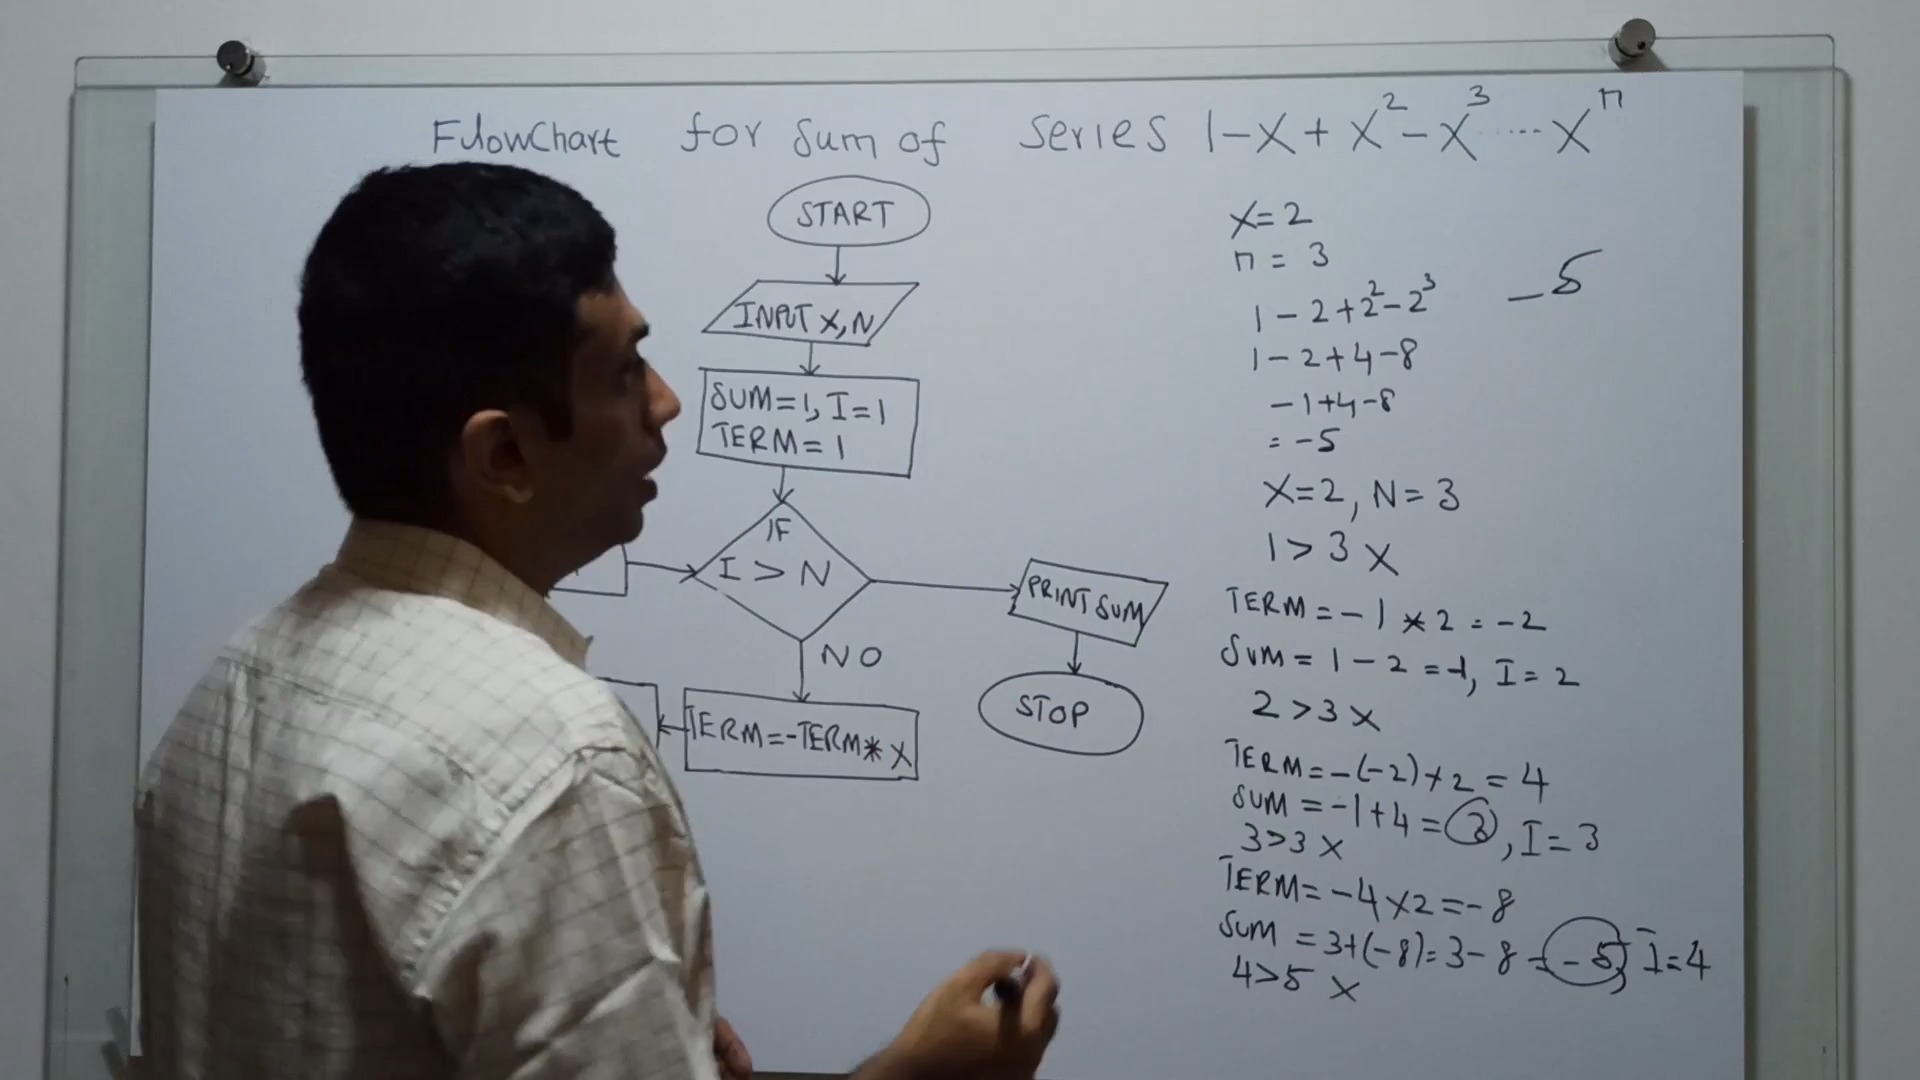 FlowChart for Sum of Series 1-X+X²-X³.....Xⁿ
START
INPUT X,N
SUM=1, I=1
TERM=1
IF
I > N
NO
TERM=-TERM* X
PRINT SUM
STOP
X=2
n = 3
1-2+2²-2³
-5
1-2+4-8
-1+4-8
= -5
X=2, N=3
1>3 X
TERM=-1*2=-2
SUM=1-2=-1, I=2
2>3 X
TERM=-(-2)×2=4
SUM=-1+4=3, I=3
3>3 X
TERM=-4×2=-8
SUM=3+(-8)=3-8=-5, I=4
4>5 X